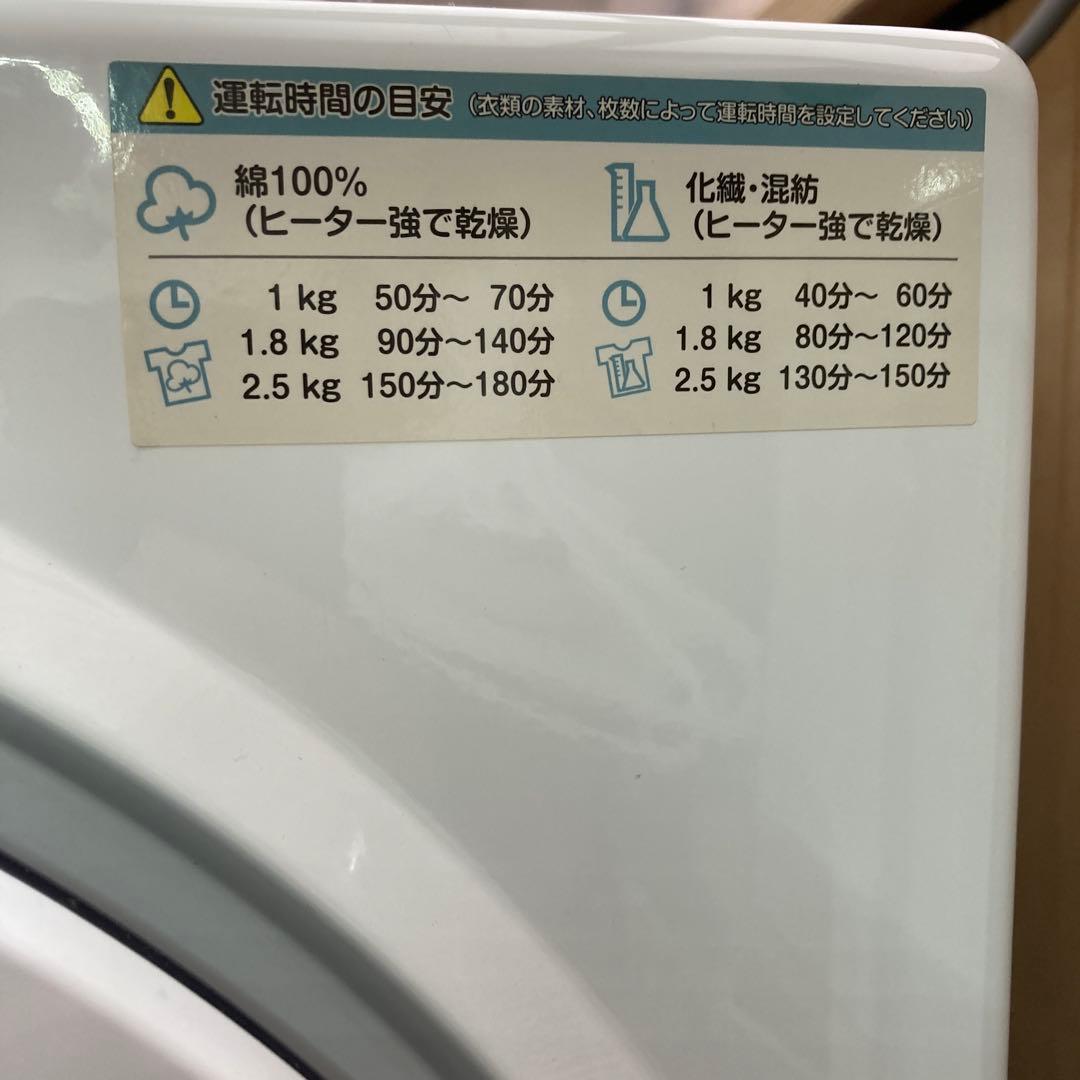 運転時間の目安 (衣類の素材、枚数によって運転時間を設定してください)
綿100%
(ヒーター強で乾燥)
1 kg 50分〜 70分
1.8 kg 90分〜140分
2.5 kg 150分〜180分
化繊・混紡
(ヒーター強で乾燥)
1 kg 40分〜 60分
1.8 kg 80分〜120分
2.5 kg 130分〜150分